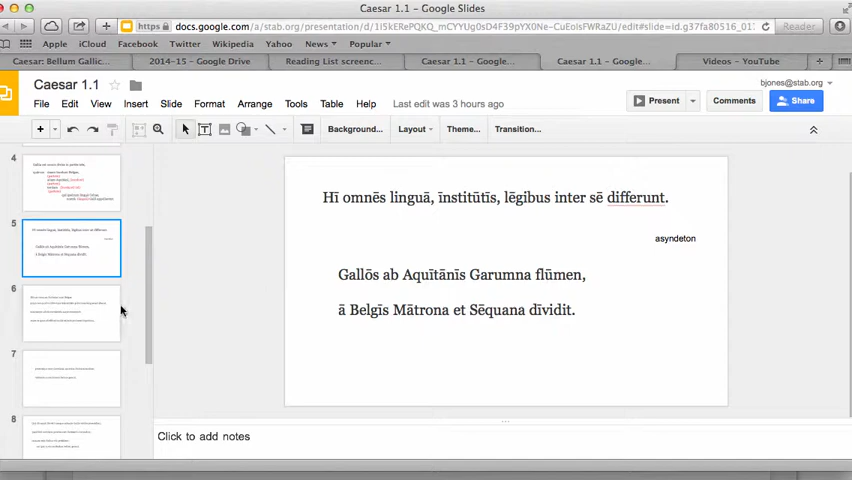 Caesar 1.1 - Google Slides
https docs.google.com/a/stab.org/presentation/d/1I5kERePQKQ_mCYYUg0sD4F39pYX0Ne-CuEoIsFWRaZU/edit#slide=id.g37fa80516_017 Reader
Apple iCloud Facebook Twitter Wikipedia Yahoo News Popular
Caesar: Bellum Gallic... 2014-15 - Google Drive Reading List screenc... Caesar 1.1 - Google... Caesar 1.1 - Google... Videos - YouTube
Caesar 1.1
bjones@stab.org
File Edit View Insert Slide Format Arrange Tools Table Help Last edit was 3 hours ago
Present Comments Share
Background... Layout Theme... Transition...
4
5
6
7
8
Hī omnēs linguā, īnstitūtīs, lēgibus inter sē differunt.
asyndeton
Gallōs ab Aquītānīs Garumna flūmen,
ā Belgīs Mātrona et Sēquana dīvidit.
Click to add notes